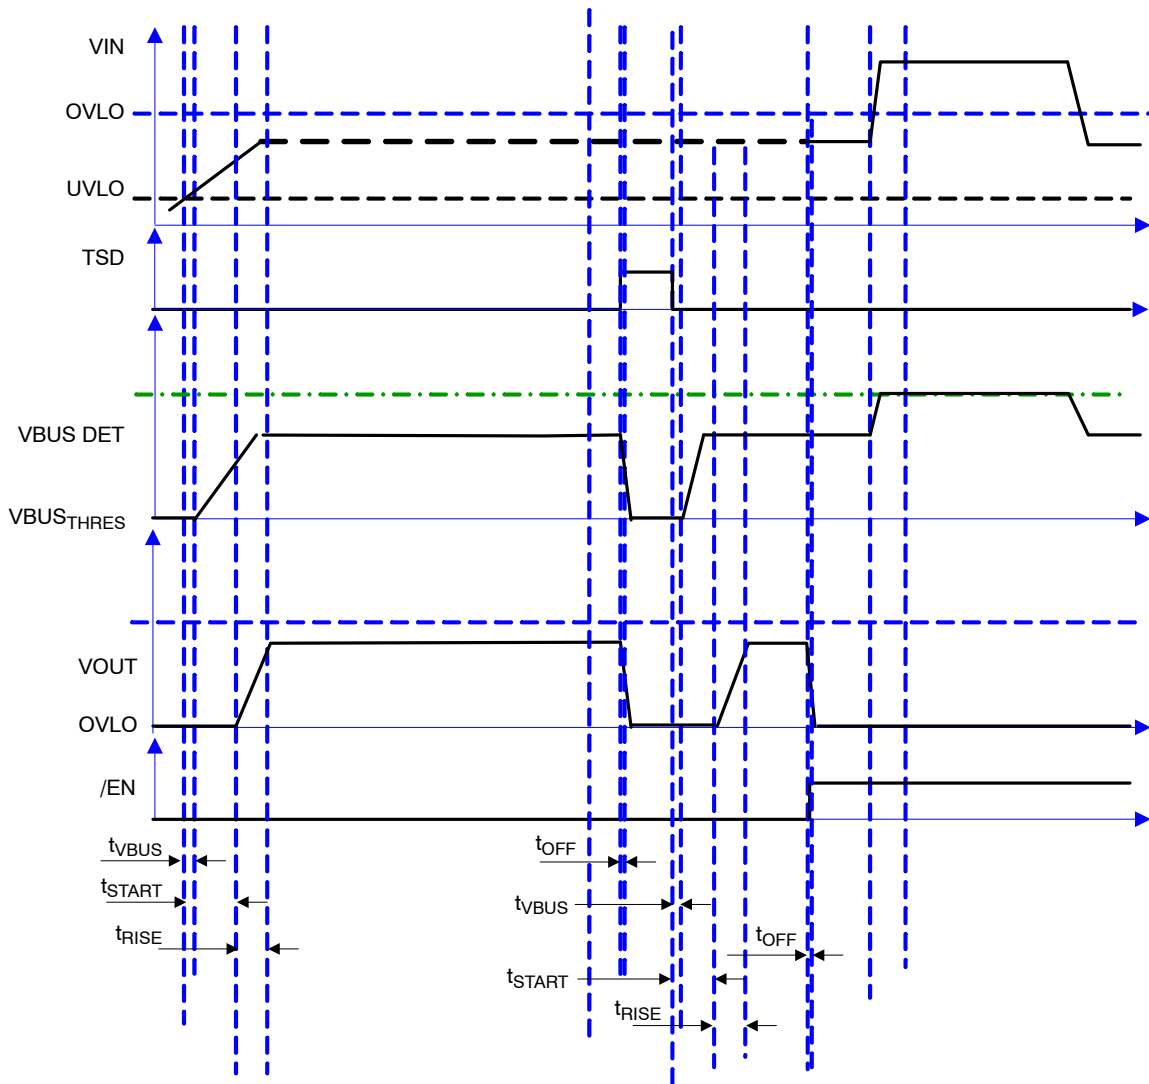 VIN
OVLO
UVLO
TSD
VBUS DET
VBUSTHRES
VOUT
OVLO
/EN
tVBUS
tSTART
tRISE
tOFF
tVBUS
tOFF
tSTART
tRISE